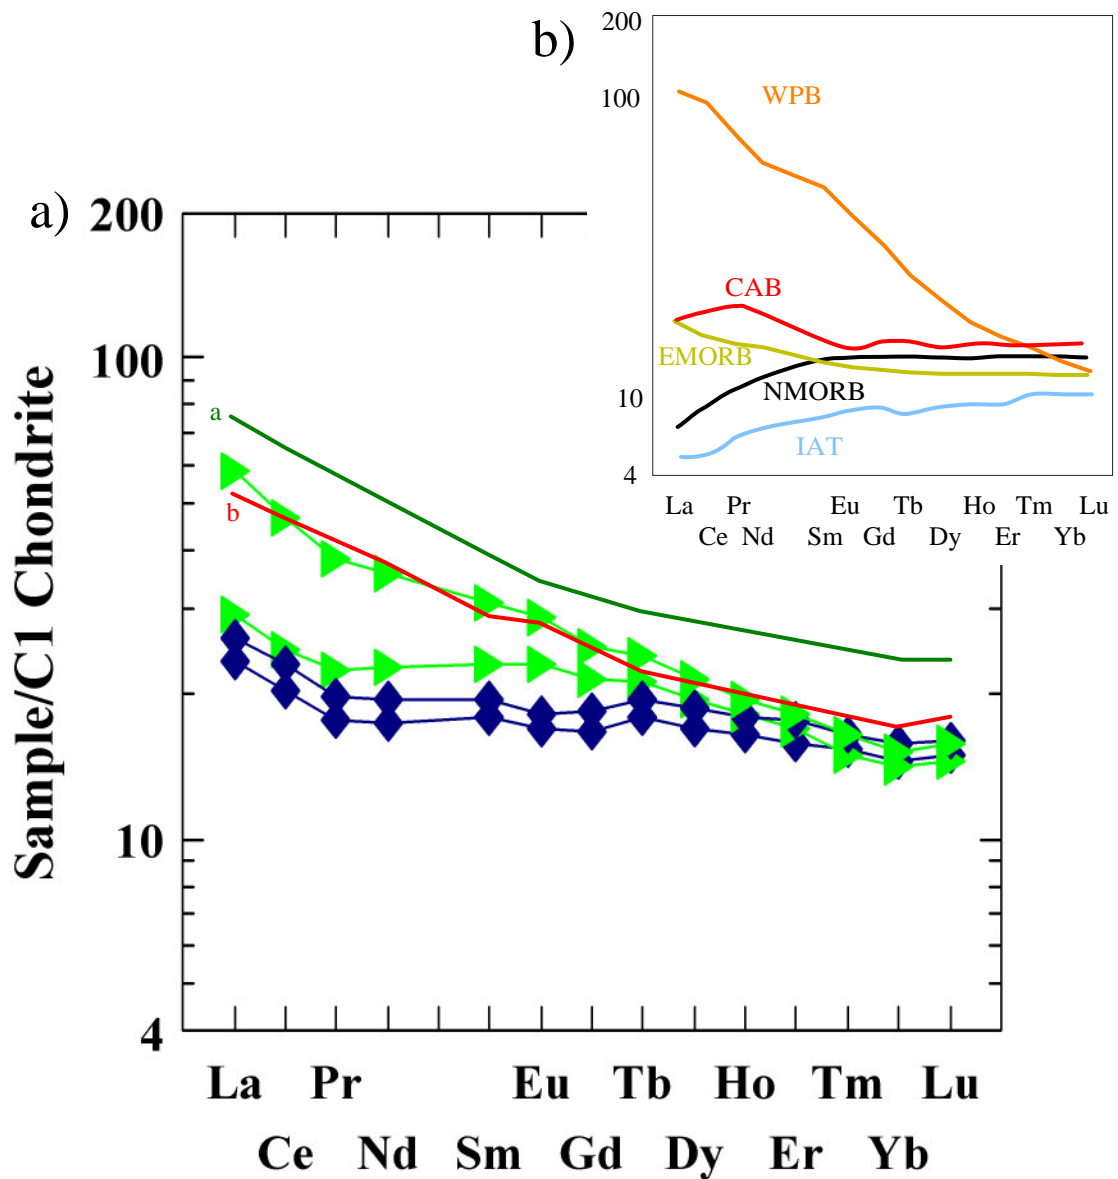 b)
200
100
10
4
WPB
CAB
EMORB
NMORB
IAT
La Pr Eu Tb Ho Tm Lu
Ce Nd Sm Gd Dy Er Yb
a)
200
100
10
4
Sample/C1 Chondrite
a
b
La Pr Eu Tb Ho Tm Lu
Ce Nd Sm Gd Dy Er Yb